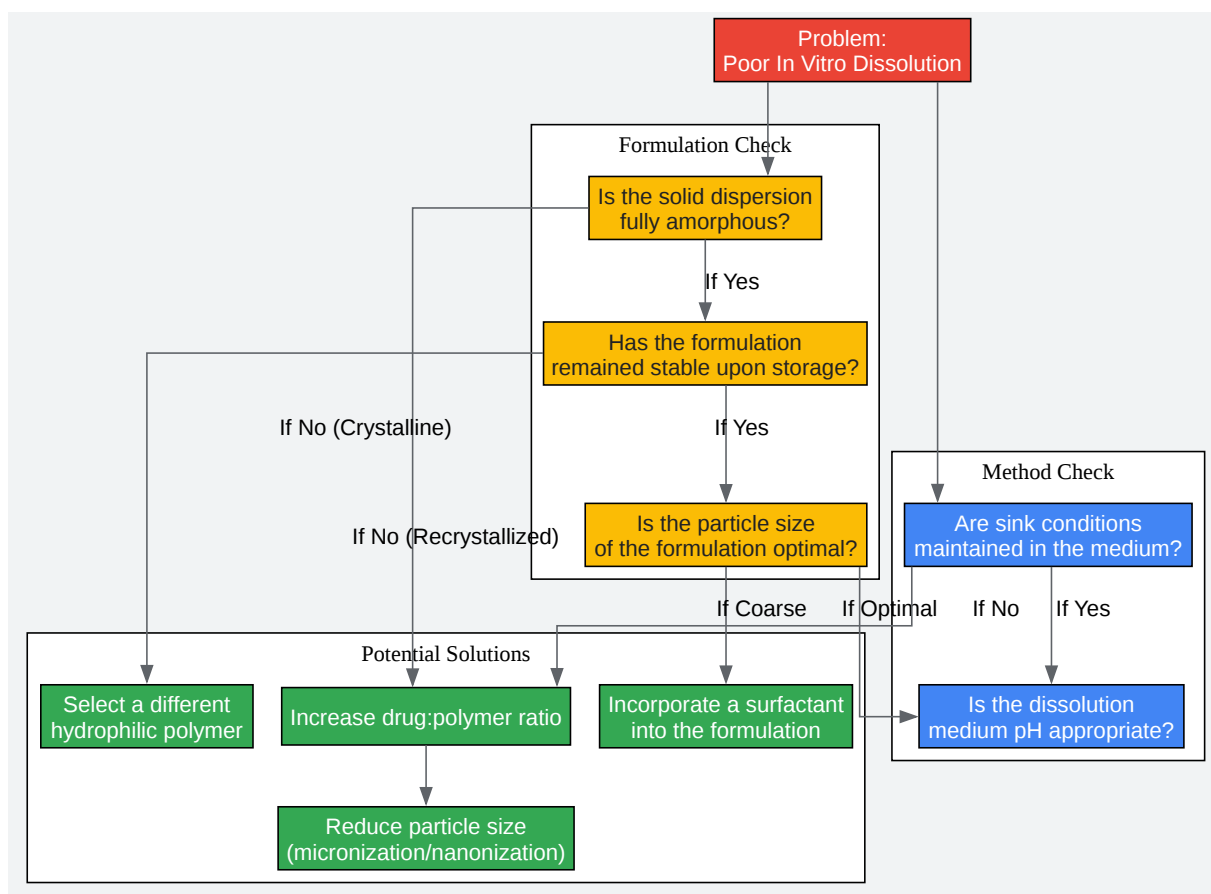 Problem:
Poor In Vitro Dissolution
Formulation Check
Is the solid dispersion
fully amorphous?
If Yes
Has the formulation
remained stable upon storage?
If No (Crystalline)
If Yes
Method Check
If No (Recrystallized)
Is the particle size
of the formulation optimal?
Are sink conditions
maintained in the medium?
If Coarse
If Optimal
If No
If Yes
Potential Solutions
Select a different
hydrophilic polymer
Increase drug:polymer ratio
Incorporate a surfactant
into the formulation
Is the dissolution
medium pH appropriate?
Reduce particle size
(micronization/nanonization)